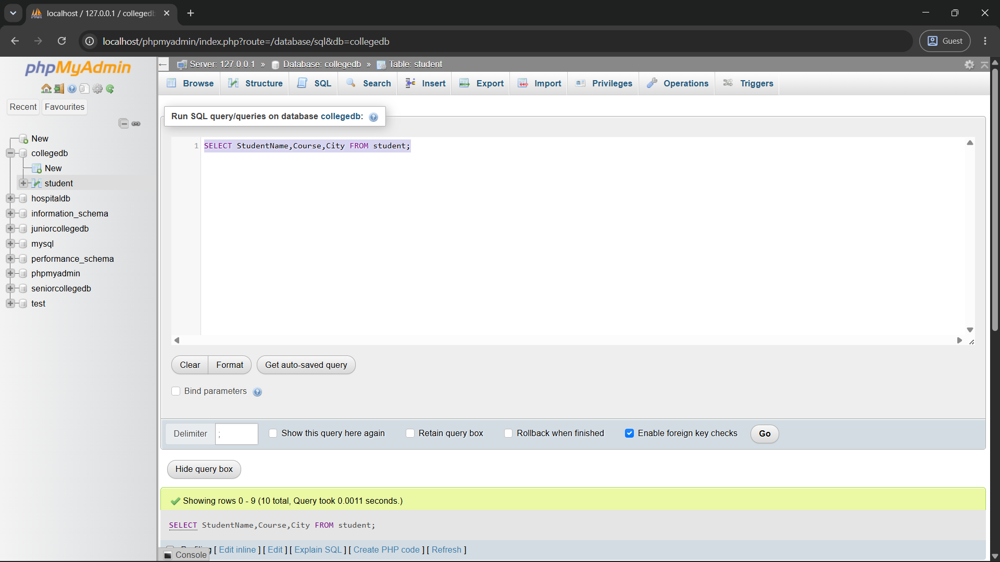 localhost / 127.0.0.1 / collegedb
localhost/phpmyadmin/index.php?route=/database/sql&db=collegedb
Guest
phpMyAdmin
Recent
Favourites
New
collegedb
New
student
hospitaldb
information_schema
juniorcollegedb
mysql
performance_schema
phpmyadmin
seniorcollegedb
test
Server: 127.0.0.1 » Database: collegedb » Table: student
Browse Structure SQL Search Insert Export Import Privileges Operations Triggers
Run SQL query/queries on database collegedb:
1 SELECT StudentName,Course,City FROM student;
Clear Format Get auto-saved query
Bind parameters
Delimiter ; Show this query here again Retain query box Rollback when finished Enable foreign key checks Go
Hide query box
Showing rows 0 - 9 (10 total, Query took 0.0011 seconds.)
SELECT StudentName,Course,City FROM student;
[ Edit inline ] [ Edit ] [ Explain SQL ] [ Create PHP code ] [ Refresh ]
Console